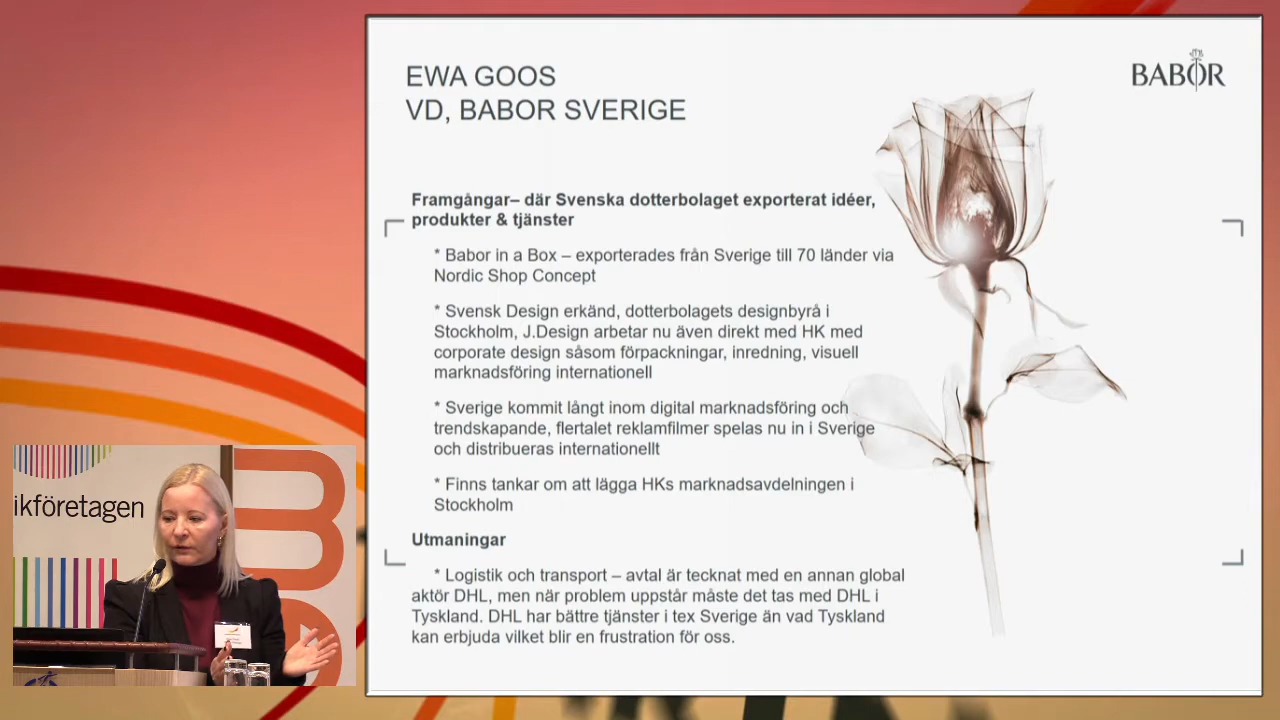 EWA GOOS
VD, BABOR SVERIGE
BABOR
Framgångar– där Svenska dotterbolaget exporterat idéer,
produkter & tjänster
* Babor in a Box – exporterades från Sverige till 70 länder via
Nordic Shop Concept
* Svensk Design erkänd, dotterbolagets designbyrå i
Stockholm, J.Design arbetar nu även direkt med HK med
corporate design såsom förpackningar, inredning, visuell
marknadsföring internationell
* Sverige kommit långt inom digital marknadsföring och
trendskapande, flertalet reklamfilmer spelas nu in i Sverige
och distribueras internationellt
* Finns tankar om att lägga HKs marknadsavdelningen i
Stockholm
Utmaningar
* Logistik och transport – avtal är tecknat med en annan global
aktör DHL, men när problem uppstår måste det tas med DHL i
Tyskland. DHL har bättre tjänster i tex Sverige än vad Tyskland
kan erbjuda vilket blir en frustration för oss.
ikföretagen